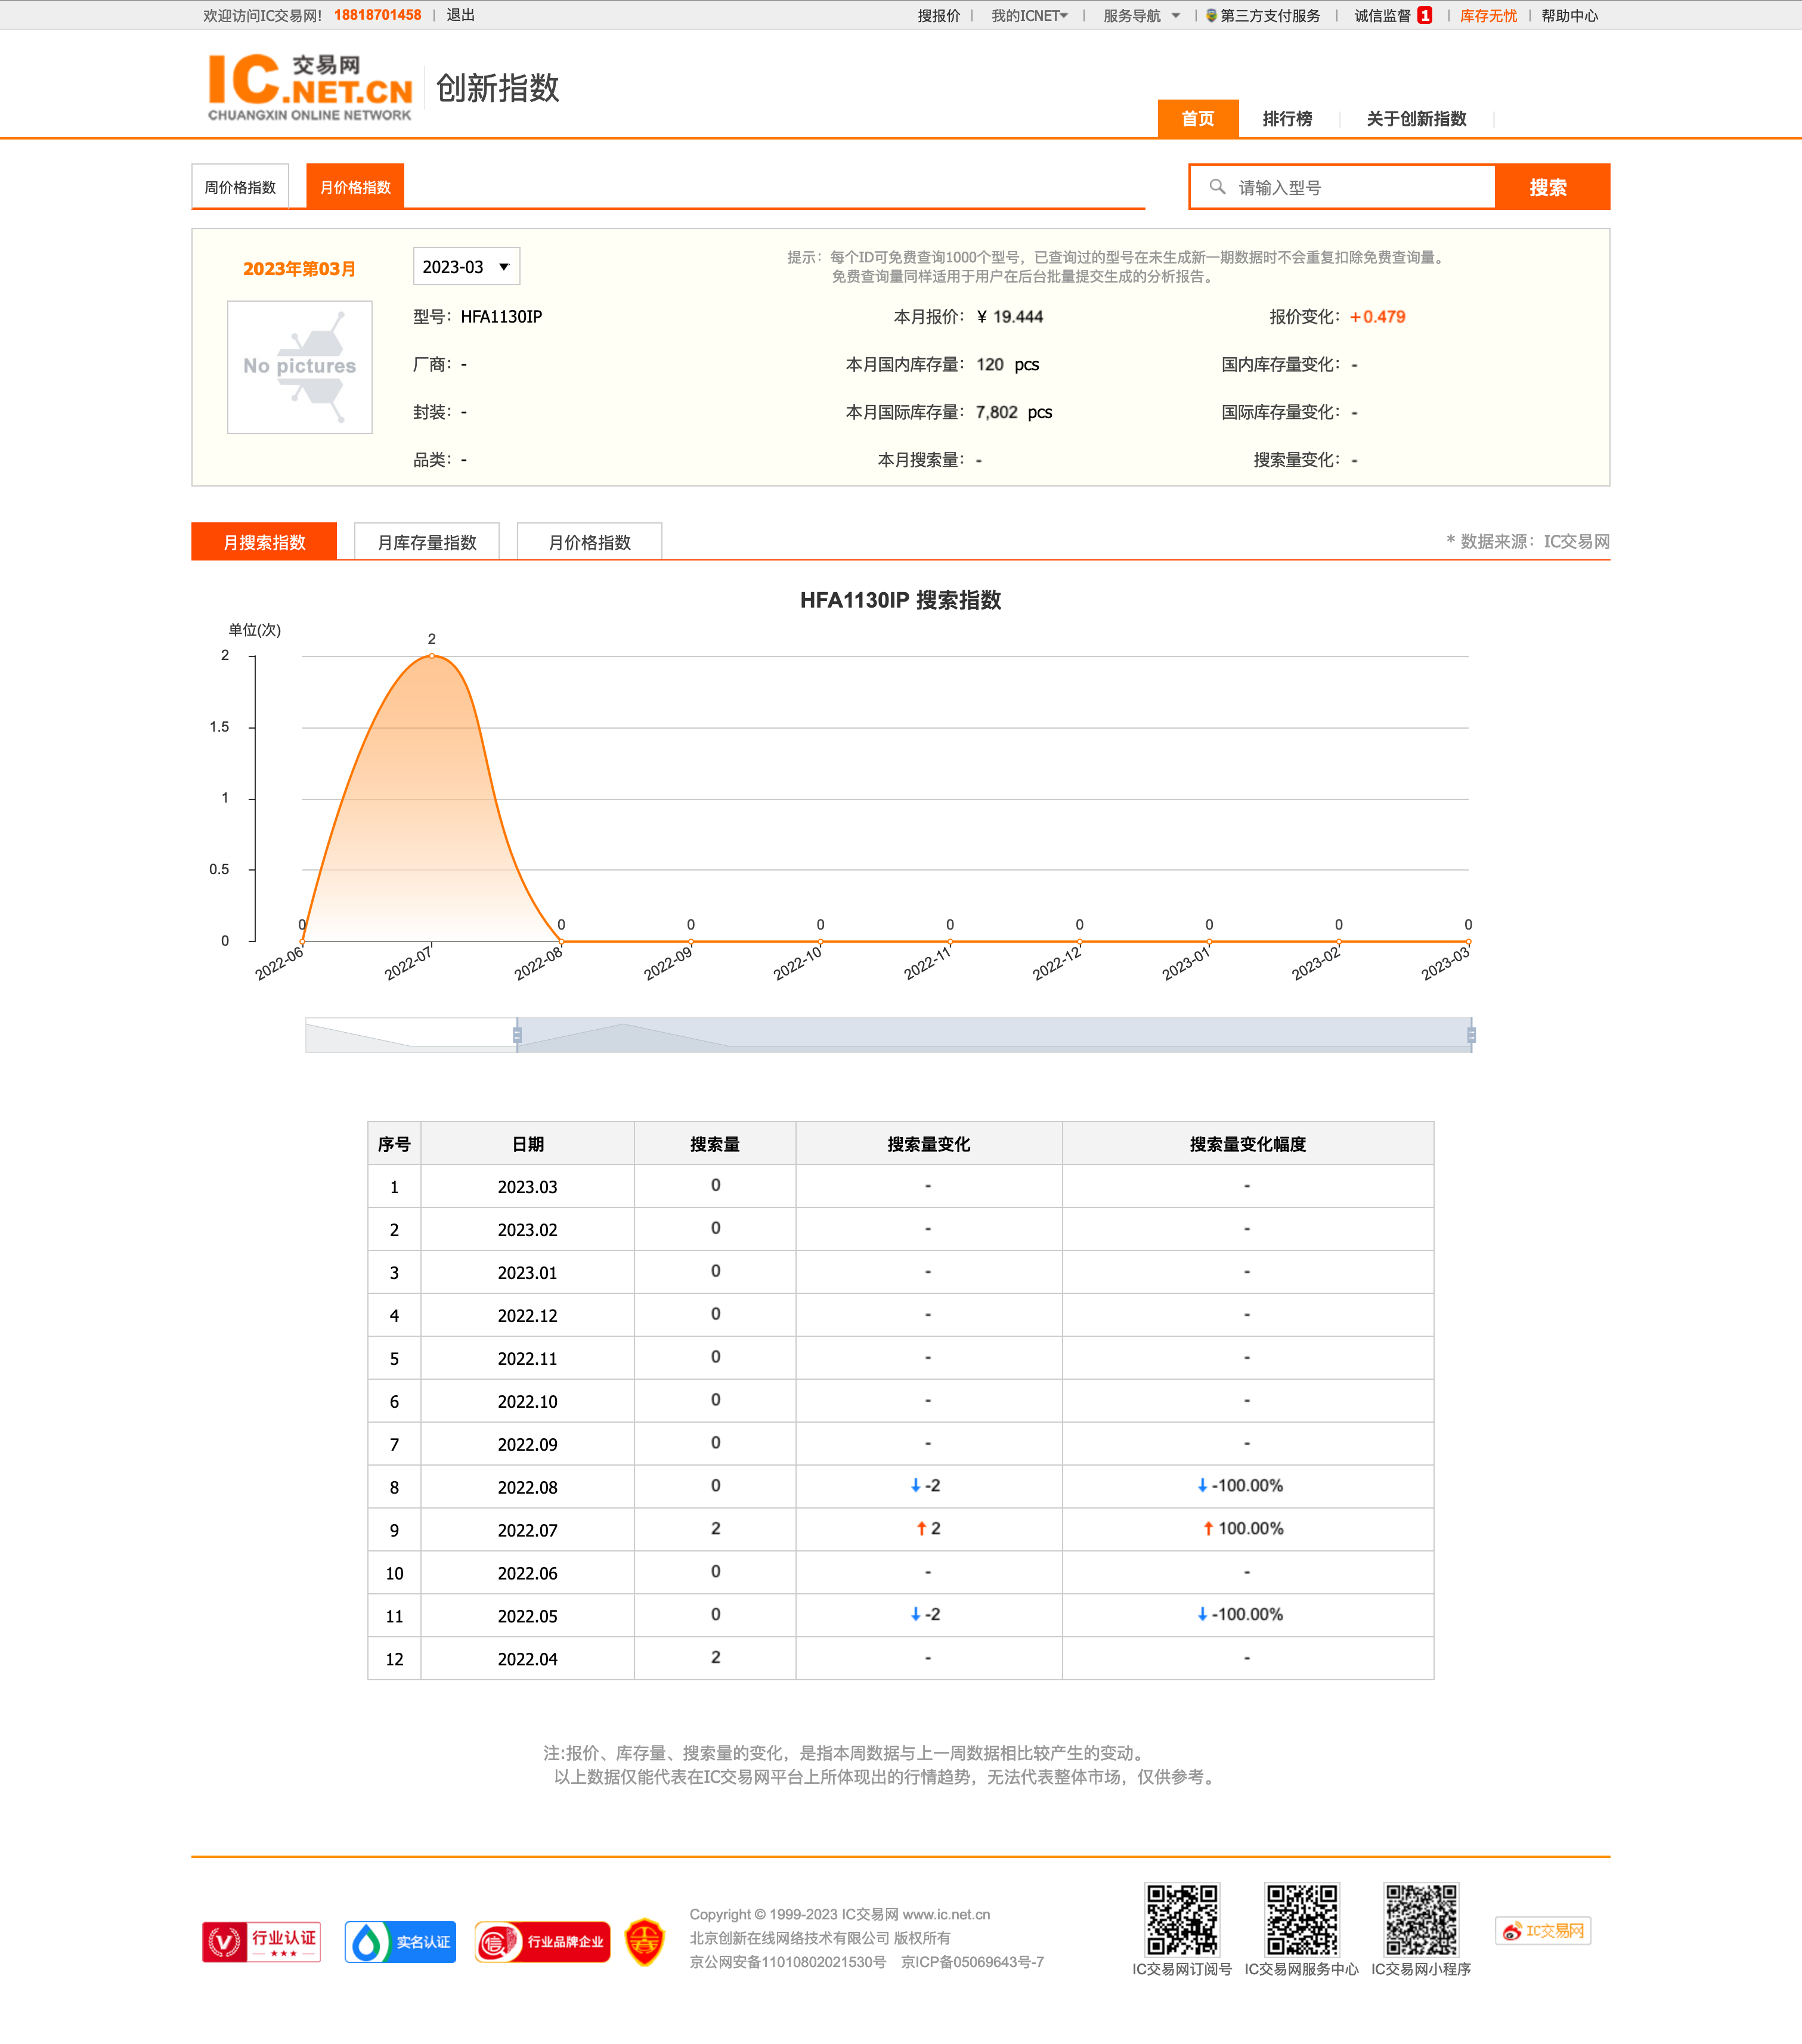 欢迎访问IC交易网! 18818701458 | 退出 搜报价 | 我的ICNET | 服务导航 | 第三方支付服务 | 诚信监督 1 | 库存无忧 | 帮助中心
IC 交易网 .NET.CN
CHUANGXIN ONLINE NETWORK
创新指数
首页 排行榜 关于创新指数
周价格指数 月价格指数 请输入型号 搜索
2023年第03月 2023-03
提示：每个ID可免费查询1000个型号，已查询过的型号在未生成新一期数据时不会重复扣除免费查询量。
免费查询量同样适用于用户在后台批量提交生成的分析报告。
No pictures
型号：HFA1130IP 本月报价：¥ 19.444 报价变化：+0.479
厂商：- 本月国内库存量：120 pcs 国内库存量变化：-
封装：- 本月国际库存量：7,802 pcs 国际库存量变化：-
品类：- 本月搜索量：- 搜索量变化：-
月搜索指数 月库存量指数 月价格指数 * 数据来源：IC交易网
HFA1130IP 搜索指数
单位(次)
2
2
1.5
1
0.5
0
0 0 0 0 0 0 0 0 0
2022-06 2022-07 2022-08 2022-09 2022-10 2022-11 2022-12 2023-01 2023-02 2023-03
序号 日期 搜索量 搜索量变化 搜索量变化幅度
1 2023.03 0 - -
2 2023.02 0 - -
3 2023.01 0 - -
4 2022.12 0 - -
5 2022.11 0 - -
6 2022.10 0 - -
7 2022.09 0 - -
8 2022.08 0 ↓-2 ↓-100.00%
9 2022.07 2 ↑2 ↑100.00%
10 2022.06 0 - -
11 2022.05 0 ↓-2 ↓-100.00%
12 2022.04 2 - -
注:报价、库存量、搜索量的变化，是指本周数据与上一周数据相比较产生的变动。
以上数据仅能代表在IC交易网平台上所体现出的行情趋势，无法代表整体市场，仅供参考。
V 行业认证
实名认证
信 行业品牌企业
Copyright © 1999-2023 IC交易网 www.ic.net.cn
北京创新在线网络技术有限公司 版权所有
京公网安备11010802021530号 京ICP备05069643号-7
IC交易网订阅号 IC交易网服务中心 IC交易网小程序
IC交易网